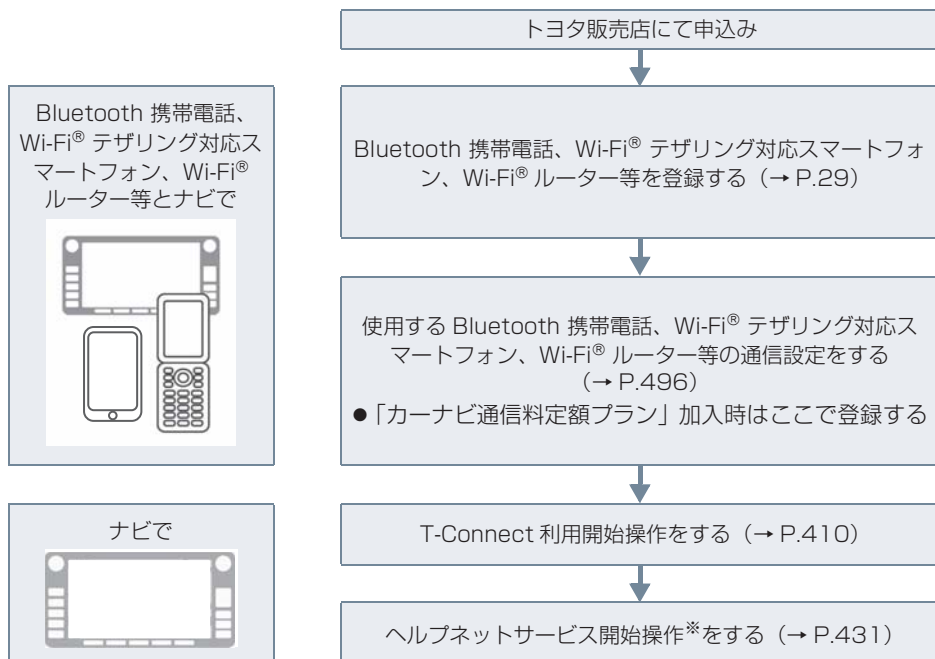 トヨタ販売店にて申込み
Bluetooth 携帯電話、
Wi-Fi® テザリング対応ス
マートフォン、Wi-Fi®
ルーター等とナビで
Bluetooth 携帯電話、Wi-Fi® テザリング対応スマートフォ
ン、Wi-Fi® ルーター等を登録する（→ P.29）
使用する Bluetooth 携帯電話、Wi-Fi® テザリング対応ス
マートフォン、Wi-Fi® ルーター等の通信設定をする
（→ P.496）
●「カーナビ通信料定額プラン」加入時はここで登録する
ナビで
T-Connect 利用開始操作をする（→ P.410）
ヘルプネットサービス開始操作※をする（→ P.431）